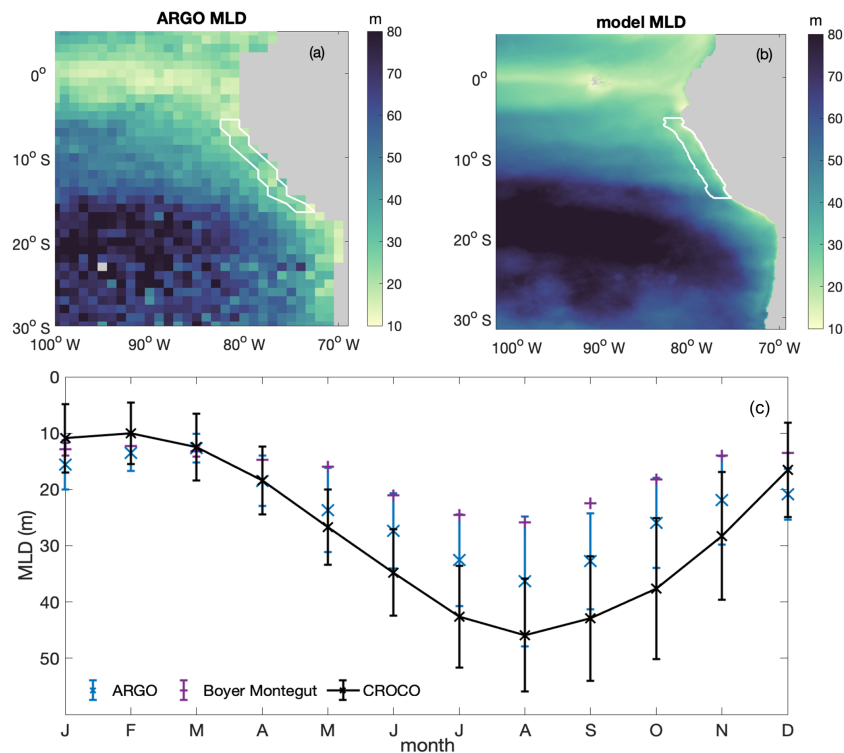 ARGO MLD
m
model MLD
m
(a)
(b)
80
70
60
50
40
30
20
10
80
70
60
50
40
30
20
10
0°
10° S
20° S
30° S
100° W
90° W
80° W
70° W
0°
10° S
20° S
30° S
100° W
90° W
80° W
70° W
(c)
MLD (m)
0
10
20
30
40
50
ARGO
Boyer Montegut
CROCO
J
F
M
A
M
J
J
A
S
O
N
D
month